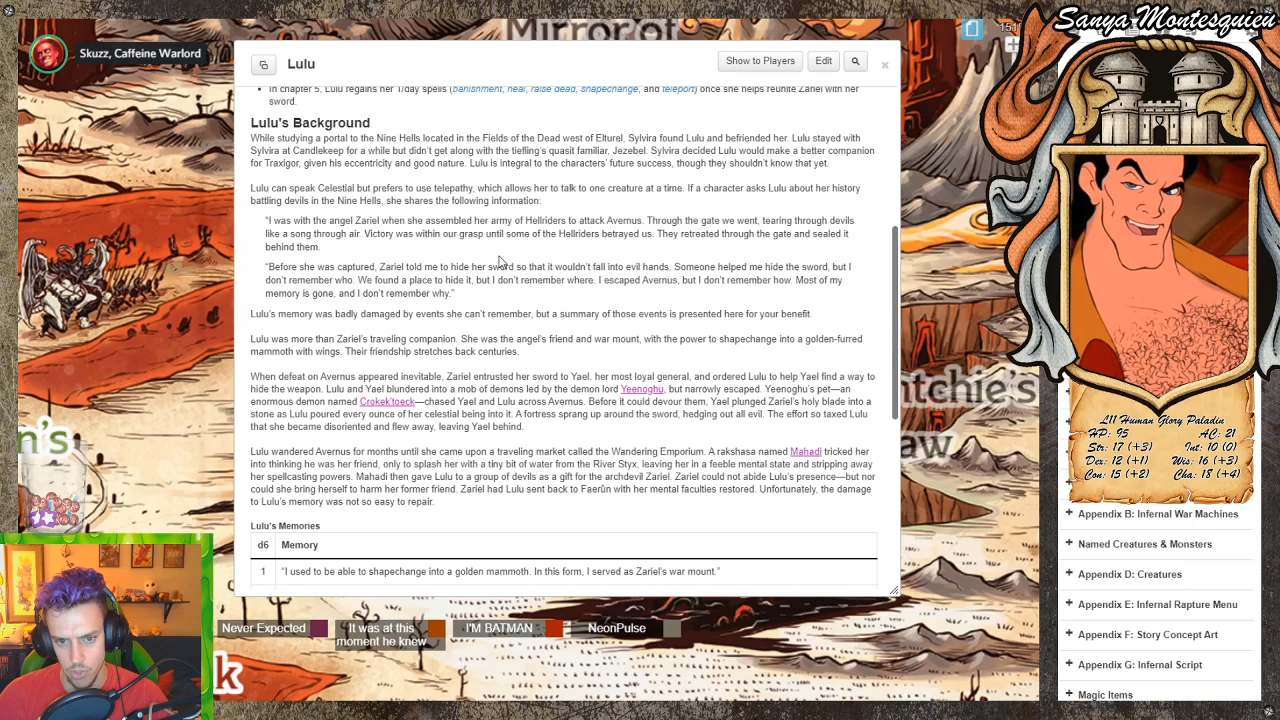 Mirror of
Sanya Montesquieu
Skuzz, Caffeine Warlord
Lulu
Show to Players
Edit
• In chapter 5, Lulu regains her 1/day spells (banishment, heal, raise dead, shapechange, and teleport) once she helps reunite Zariel with her
sword.
Lulu's Background
While studying a portal to the Nine Hells located in the Fields of the Dead west of Elturel, Sylvira found Lulu and befriended her. Lulu stayed with
Sylvira at Candlekeep for a while but didn't get along with the tiefling's quasit familiar, Jezebel. Sylvira decided Lulu would make a better companion
for Traxigor, given his eccentricity and good nature. Lulu is integral to the characters' future success, though they shouldn't know that yet.
Lulu can speak Celestial but prefers to use telepathy, which allows her to talk to one creature at a time. If a character asks Lulu about her history
battling devils in the Nine Hells, she shares the following information:
“I was with the angel Zariel when she assembled her army of Hellriders to attack Avernus. Through the gate we went, tearing through devils
like a song through air. Victory was within our grasp until some of the Hellriders betrayed us. They retreated through the gate and sealed it
behind them.
“Before she was captured, Zariel told me to hide her sword so that it wouldn't fall into evil hands. Someone helped me hide the sword, but I
don't remember who. We found a place to hide it, but I don't remember where. I escaped Avernus, but I don't remember how. Most of my
memory is gone, and I don't remember why.”
Lulu's memory was badly damaged by events she can't remember, but a summary of those events is presented here for your benefit.
Lulu was more than Zariel's traveling companion. She was the angel's friend and war mount, with the power to shapechange into a golden-furred
mammoth with wings. Their friendship stretches back centuries.
When defeat on Avernus appeared inevitable, Zariel entrusted her sword to Yael, her most loyal general, and ordered Lulu to help Yael find a way to
hide the weapon. Lulu and Yael blundered into a mob of demons led by the demon lord Yeenoghu, but narrowly escaped. Yeenoghu's pet—an
enormous demon named Crokek'toeck—chased Yael and Lulu across Avernus. Before it could devour them, Yael plunged Zariel's holy blade into a
stone as Lulu poured every ounce of her celestial being into it. A fortress sprang up around the sword, hedging out all evil. The effort so taxed Lulu
that she became disoriented and flew away, leaving Yael behind.
Lulu wandered Avernus for months until she came upon a traveling market called the Wandering Emporium. A rakshasa named Mahadi tricked her
into thinking he was her friend, only to splash her with a tiny bit of water from the River Styx, leaving her in a feeble mental state and stripping away
her spellcasting powers. Mahadi then gave Lulu to a group of devils as a gift for the archdevil Zariel. Zariel could not abide Lulu's presence—but nor
could she bring herself to harm her former friend. Zariel had Lulu sent back to Faerûn with her mental faculties restored. Unfortunately, the damage
to Lulu's memory was not so easy to repair.
Lulu's Memories
d6 Memory
1 “I used to be able to shapechange into a golden mammoth. In this form, I served as Zariel's war mount.”
L11 Human Glory Paladin
HP: 95 AC: 21
Str: 17 (+3) Int: 10 (0)
Dex: 12 (+1) Wis: 16 (+3)
Con: 15 (+2) Cha: 18 (+4)
Appendix B: Infernal War Machines
Named Creatures & Monsters
Appendix D: Creatures
Appendix E: Infernal Rapture Menu
Appendix F: Story Concept Art
Appendix G: Infernal Script
Magic Items
Never Expected
It was at this
moment he knew
I'M BATMAN
NeonPulse
n's
tchie's
aw
k